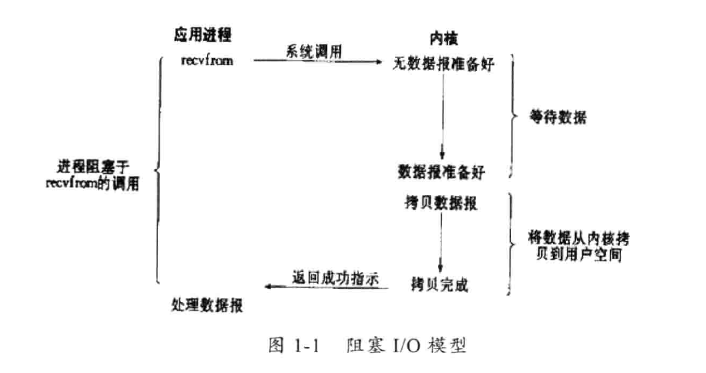 应用进程
内核
recvfrom
系统调用
无数据报准备好
等待数据
进程阻塞于
recvfrom的调用
数据报准备好
拷贝数据报
将数据从内核拷
贝到用户空间
返回成功指示
拷贝完成
处理数据报
图 1-1 阻塞 I/O 模型